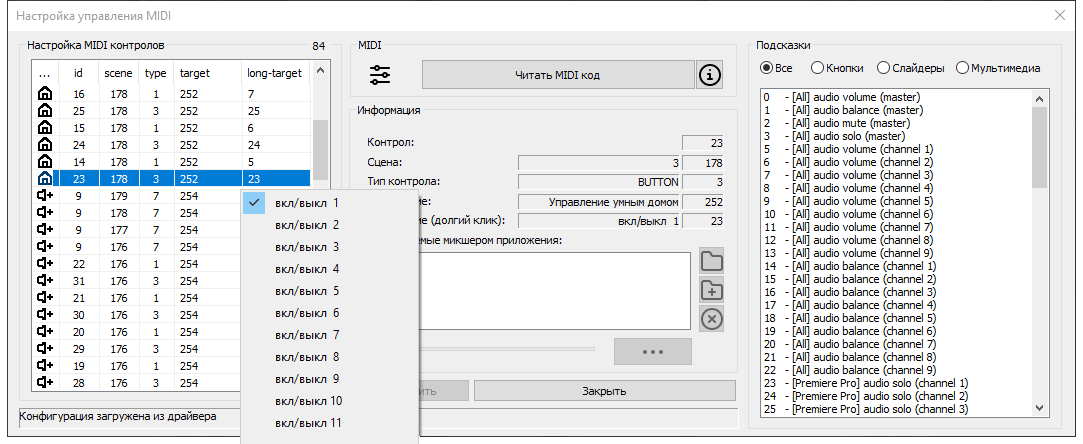 Настройка управления MIDI
Настройка MIDI контролов 84
... id scene type target long-target
16 178 1 252 7
25 178 3 252 25
15 178 1 252 6
24 178 3 252 24
14 178 1 252 5
23 178 3 252 23
9 179 7 254
9 178 7 254
9 177 7 254
9 176 7 254
22 176 1 254
31 176 3 254
21 176 1 254
30 176 3 254
20 176 1 254
29 176 3 254
19 176 1 254
28 176 3 254
Конфигурация загружена из драйвера
вкл/выкл 1
вкл/выкл 2
вкл/выкл 3
вкл/выкл 4
вкл/выкл 5
вкл/выкл 6
вкл/выкл 7
вкл/выкл 8
вкл/выкл 9
вкл/выкл 10
вкл/выкл 11
MIDI
Читать MIDI код
Информация
Контрол: 23
Сцена: 3 178
Тип контрола: BUTTON 3
ие: Управление умным домом 252
ие (долгий клик): вкл/выкл 1 23
емые микшером приложения:
...
ить
Закрыть
Подсказки
Все Кнопки Слайдеры Мультимедиа
0 - [All] audio volume (master)
1 - [All] audio balance (master)
2 - [All] audio mute (master)
3 - [All] audio solo (master)
5 - [All] audio volume (channel 1)
6 - [All] audio volume (channel 2)
7 - [All] audio volume (channel 3)
8 - [All] audio volume (channel 4)
9 - [All] audio volume (channel 5)
10 - [All] audio volume (channel 6)
11 - [All] audio volume (channel 7)
12 - [All] audio volume (channel 8)
13 - [All] audio volume (channel 9)
14 - [All] audio balance (channel 1)
15 - [All] audio balance (channel 2)
16 - [All] audio balance (channel 3)
17 - [All] audio balance (channel 4)
18 - [All] audio balance (channel 5)
19 - [All] audio balance (channel 6)
20 - [All] audio balance (channel 7)
21 - [All] audio balance (channel 8)
22 - [All] audio balance (channel 9)
23 - [Premiere Pro] audio solo (channel 1)
24 - [Premiere Pro] audio solo (channel 2)
25 - [Premiere Pro] audio solo (channel 3)